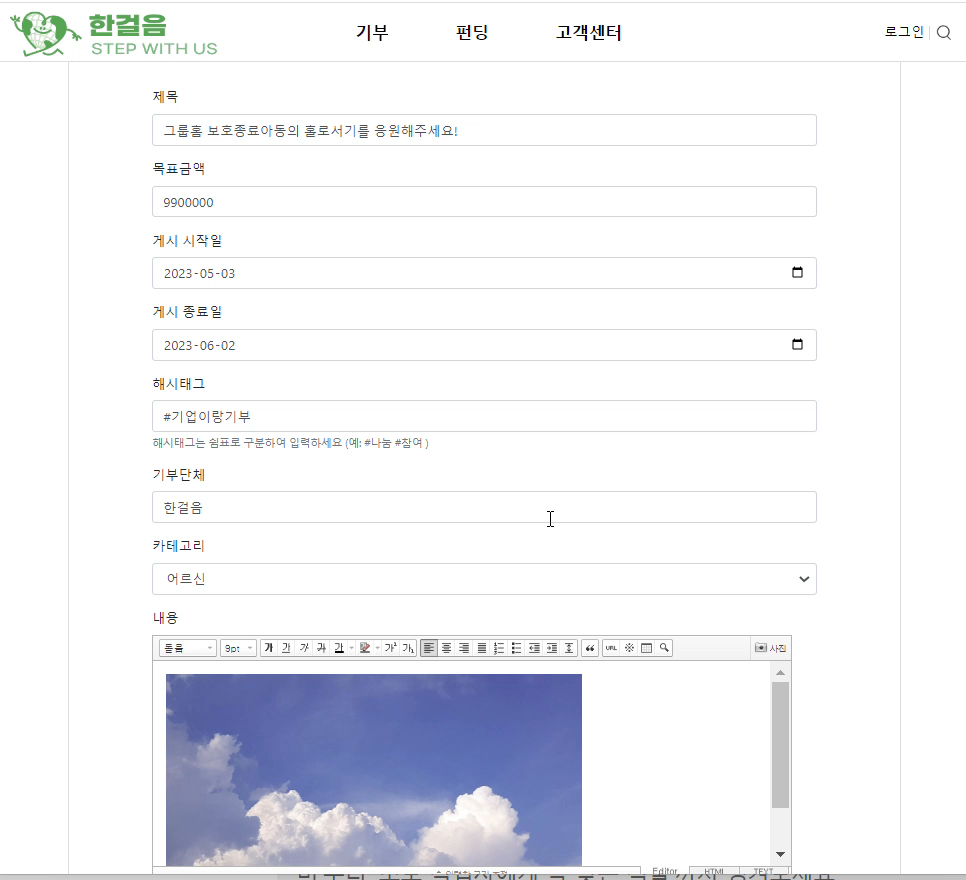 한걸음
STEP WITH US
기부 펀딩 고객센터 로그인
제목
그룹홈 보호종료아동의 홀로서기를 응원해주세요!
목표금액
9900000
게시 시작일
2023-05-03
게시 종료일
2023-06-02
해시태그
#기업이랑기부
해시태그는 쉼표로 구분하여 입력하세요 (예: #나눔 #참여 )
기부단체
한걸음
카테고리
어르신
내용
돋움 9pt 가 가 가 가 가 가² 가₂ URL 사진
Editor HTML TEXT